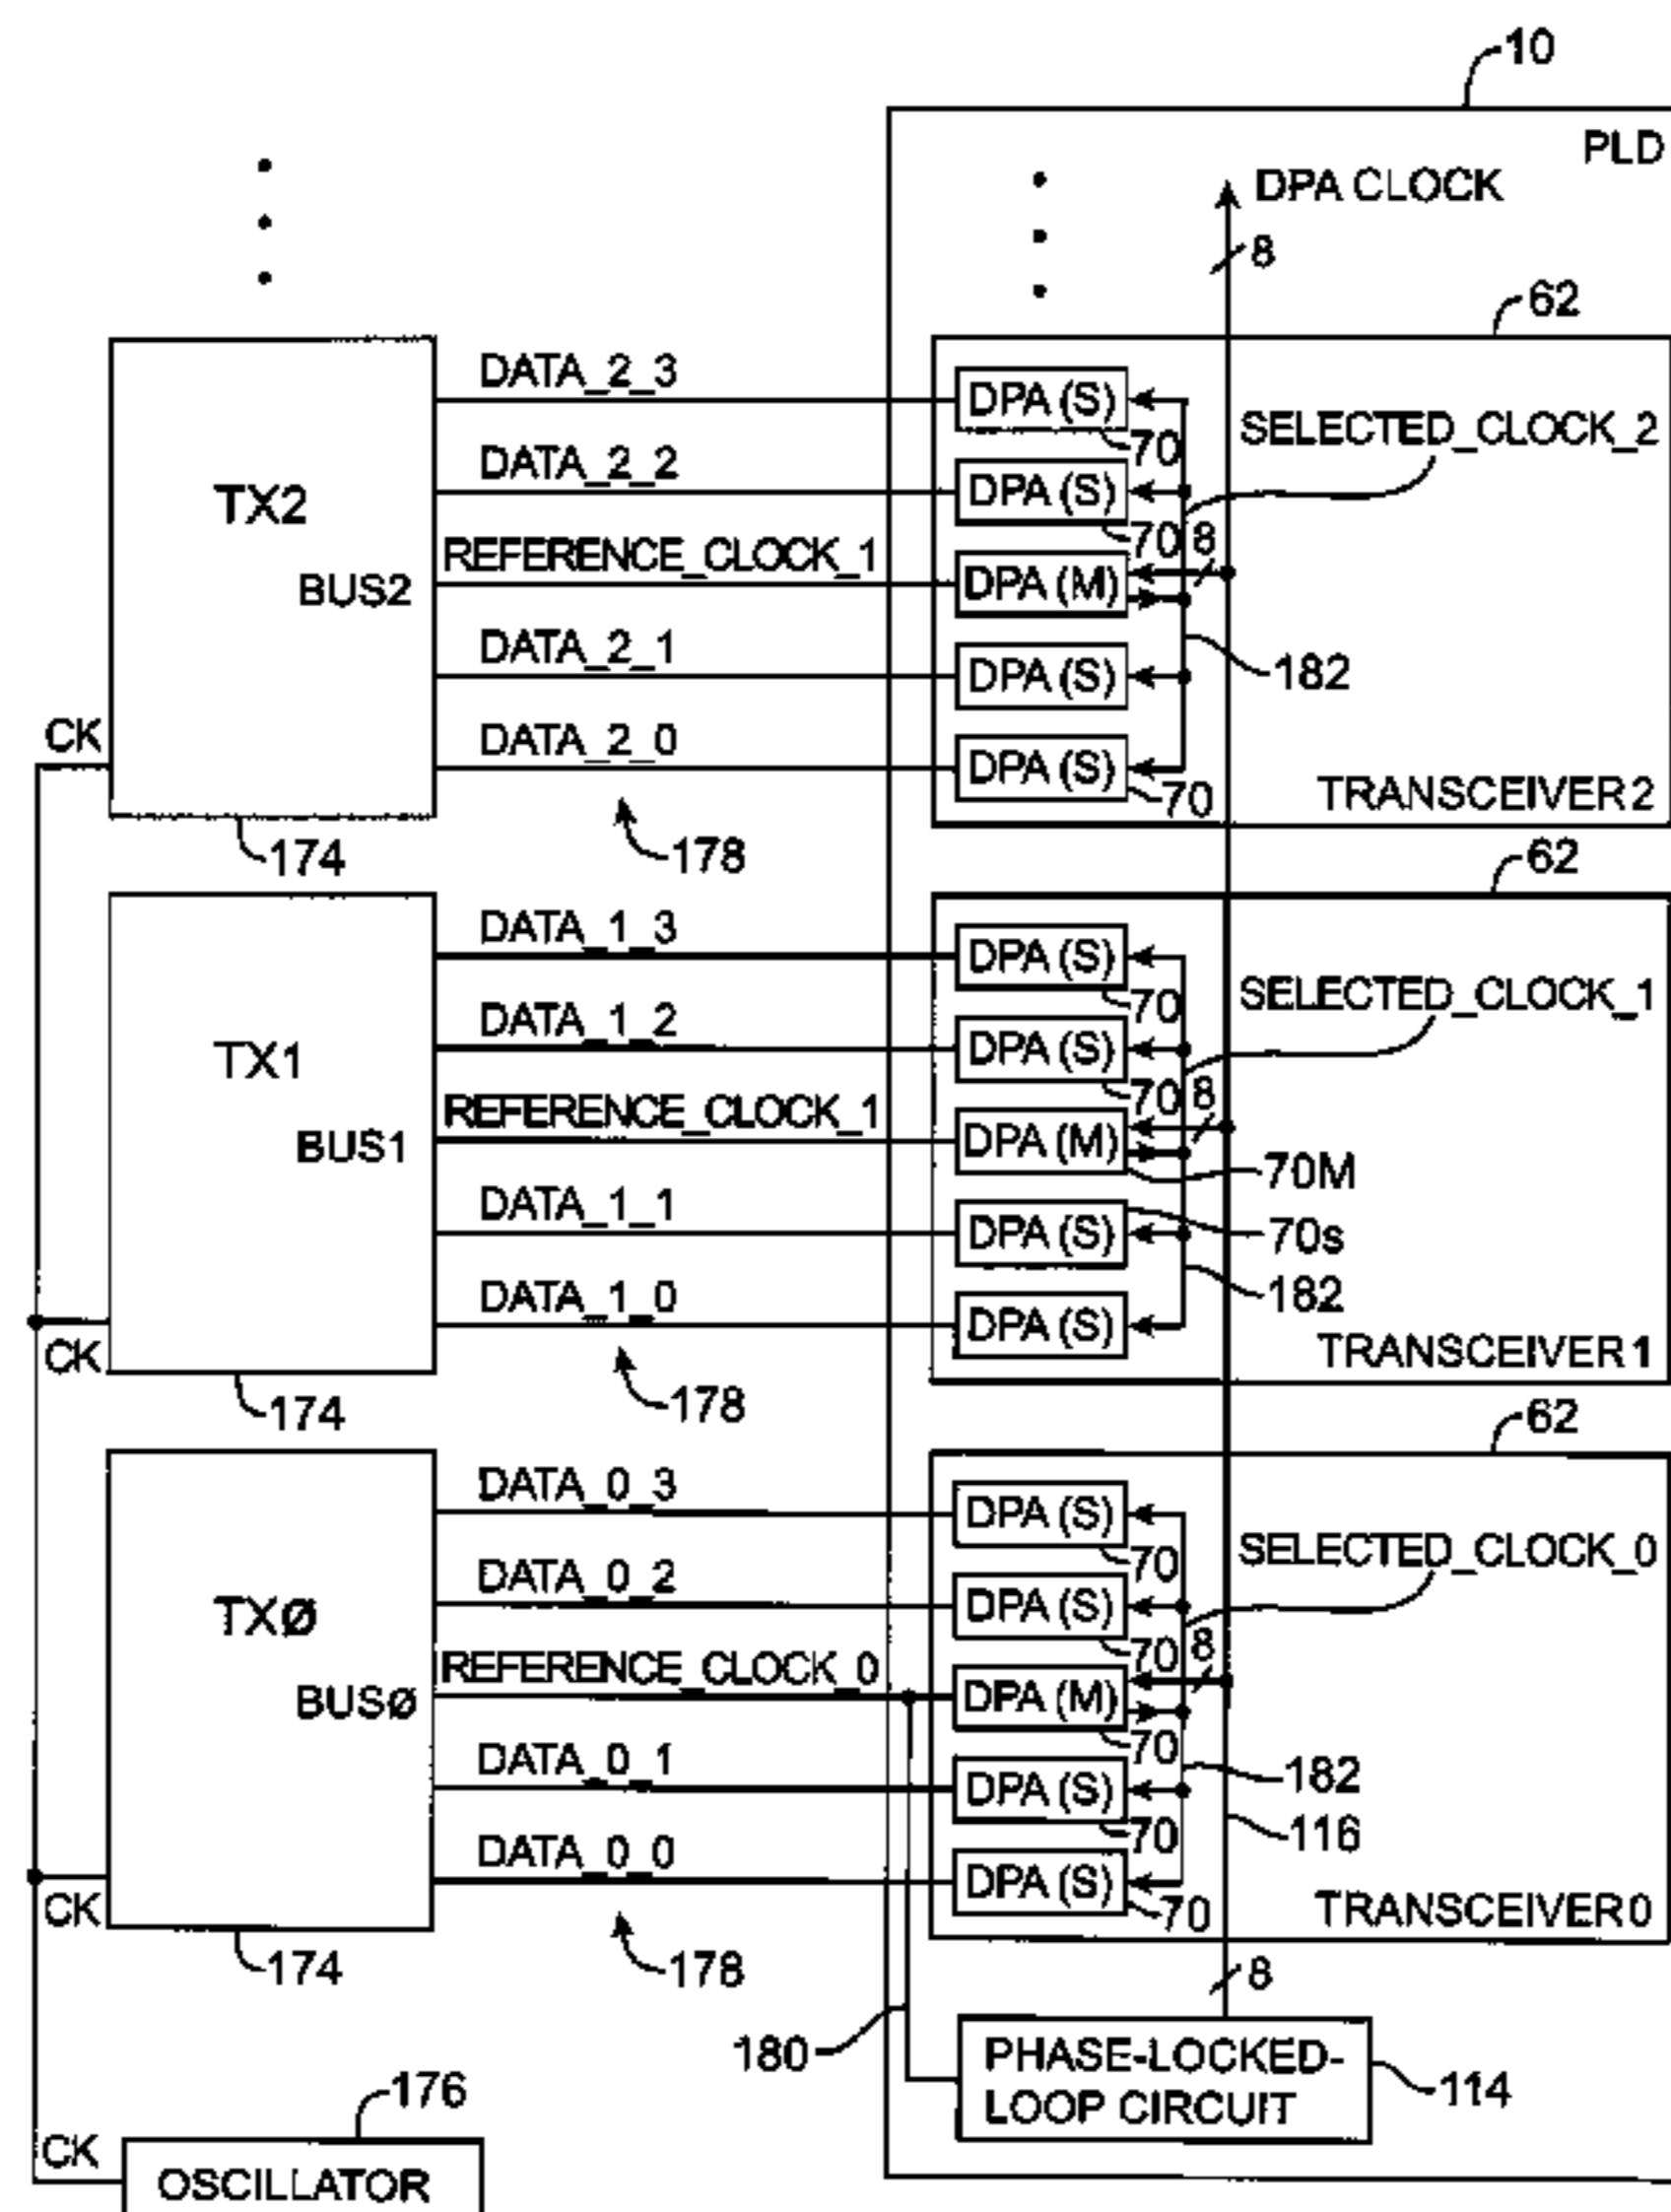 10
PLD
DPA CLOCK
8
62
DATA_2_3
DPA (S)
70
SELECTED_CLOCK_2
DATA_2_2
DPA (S)
70
8
TX2
REFERENCE_CLOCK_1
DPA (M)
BUS2
DATA_2_1
DPA (S)
182
CK
DATA_2_0
DPA (S)
70
TRANSCEIVER 2
174
178
62
DATA_1_3
DPA (S)
70
SELECTED_CLOCK_1
DATA_1_2
DPA (S)
70
8
TX1
REFERENCE_CLOCK_1
DPA (M)
70M
BUS1
DATA_1_1
DPA (S)
70s
182
DATA_1_0
DPA (S)
CK
TRANSCEIVER 1
174
178
62
DATA_0_3
DPA (S)
70
SELECTED_CLOCK_0
DATA_0_2
DPA (S)
70
8
TXØ
REFERENCE_CLOCK_0
DPA (M)
70
BUSØ
DATA_0_1
DPA (S)
70
182
116
DATA_0_0
DPA (S)
70
CK
TRANSCEIVER 0
174
178
8
180
PHASE-LOCKED-
LOOP CIRCUIT
114
176
CK
OSCILLATOR